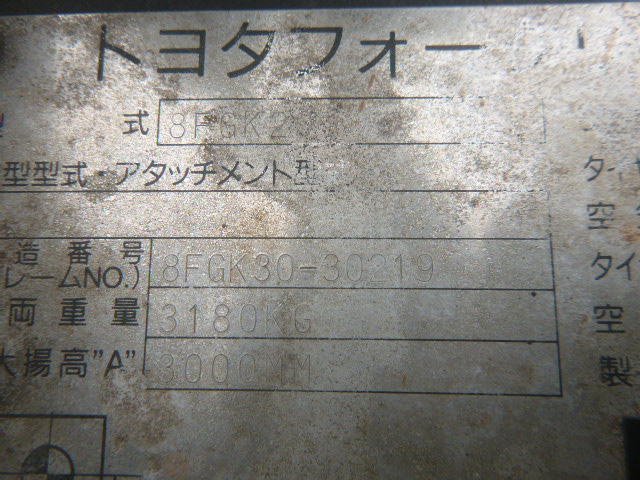 トヨタフォー
式 8FGK2
型型式・アタッチメント型 ター
空
造番号 8FGK30-30219 タイ
レームNO.)
両重量 3180KG 空
大揚高"A" 3000MM 製